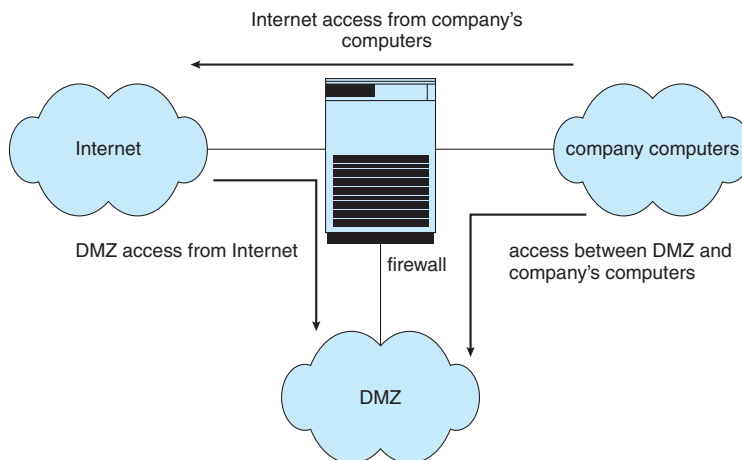 Internet access from company’s
computers
Internet
company computers
DMZ access from Internet
firewall
access between DMZ and
company’s computers
DMZ